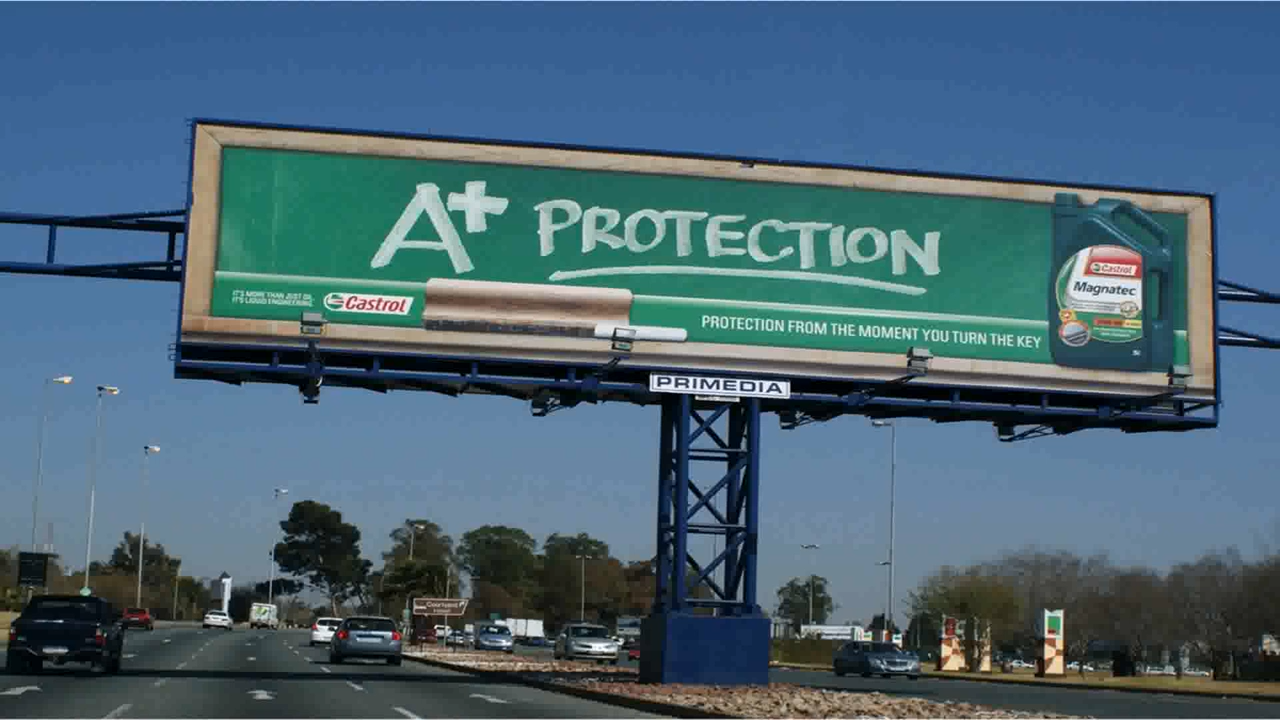 A+ PROTECTION
IT'S MORE THAN JUST OIL.
IT'S LIQUID ENGINEERING.
Castrol
PROTECTION FROM THE MOMENT YOU TURN THE KEY
Castrol
Magnatec
PRIMEDIA
Courtyard